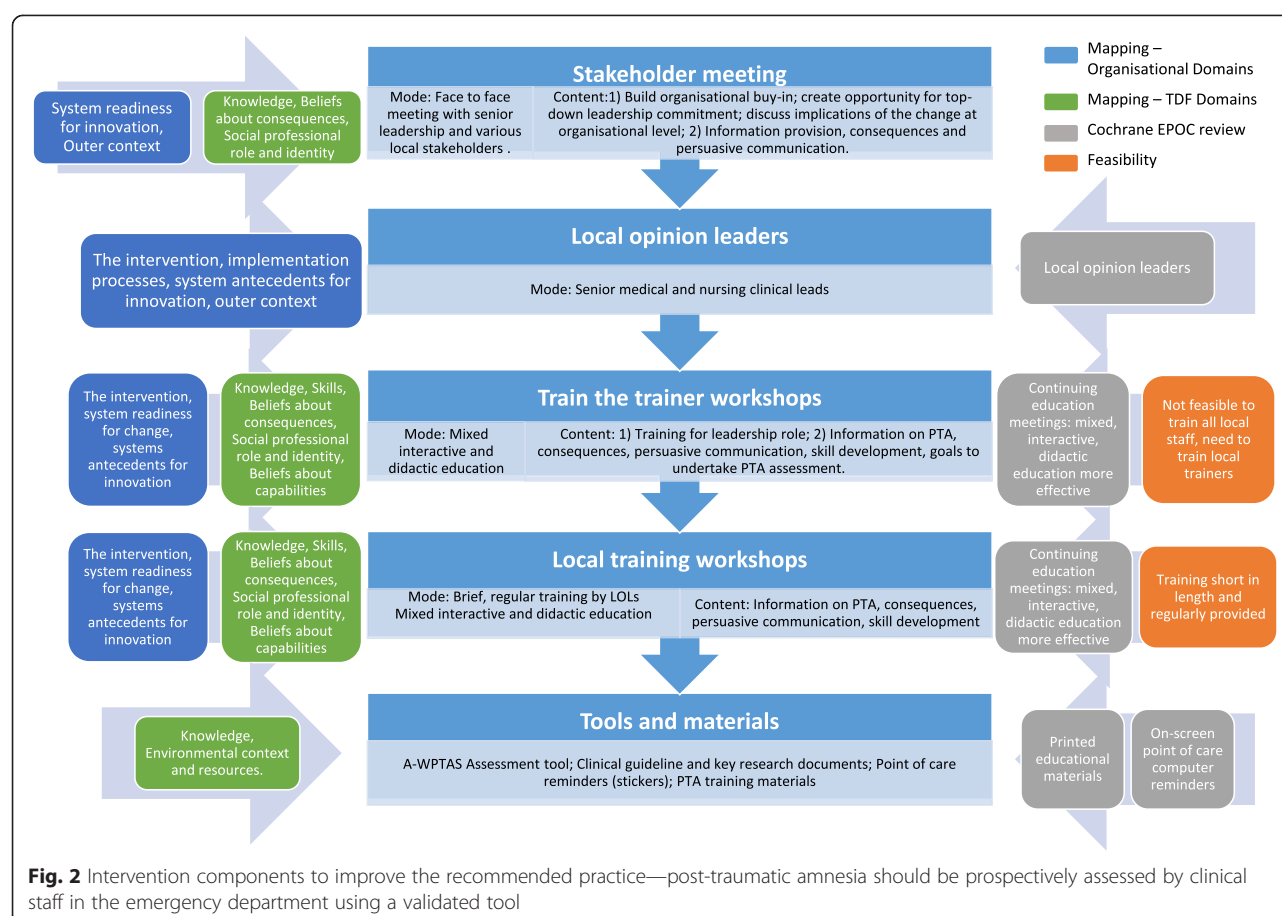 Stakeholder meeting
Mode: Face to face
meeting with senior
leadership and various
local stakeholders .
Content:1) Build organisational buy-in; create opportunity for top-
down leadership commitment; discuss implications of the change at
organisational level; 2) Information provision, consequences and
persuasive communication.
System readiness
for innovation,
Outer context
Knowledge, Beliefs
about consequences,
Social professional
role and identity
Mapping –
Organisational Domains
Mapping – TDF Domains
Cochrane EPOC review
Feasibility
The intervention, implementation
processes, system antecedents for
innovation, outer context
Local opinion leaders
Mode: Senior medical and nursing clinical leads
Local opinion leaders
The intervention,
system readiness
for change,
systems
antecedents for
innovation
Knowledge, Skills,
Beliefs about
consequences,
Social professional
role and identity,
Beliefs about
capabilities
Train the trainer workshops
Mode: Mixed
interactive and
didactic education
Content: 1) Training for leadership role; 2) Information on PTA,
consequences, persuasive communication, skill development, goals to
undertake PTA assessment.
Continuing
education
meetings: mixed,
interactive,
didactic
education more
effective
Not feasible to
train all local
staff, need to
train local
trainers
The intervention,
system readiness
for change,
systems
antecedents for
innovation
Knowledge, Skills,
Beliefs about
consequences,
Social professional
role and identity,
Beliefs about
capabilities
Local training workshops
Mode: Brief, regular training by LOLs
Mixed interactive and didactic education
Content: Information on PTA, consequences,
persuasive communication, skill development
Continuing
education
meetings: mixed,
interactive,
didactic education
more effective
Training short in
length and
regularly provided
Knowledge,
Environmental context
and resources.
Tools and materials
A-WPTAS Assessment tool; Clinical guideline and key research documents; Point of care
reminders (stickers); PTA training materials
Printed
educational
materials
On-screen
point of care
computer
reminders
Fig. 2 Intervention components to improve the recommended practice—post-traumatic amnesia should be prospectively assessed by clinical
staff in the emergency department using a validated tool